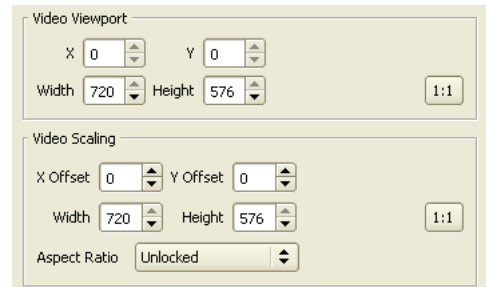 Video Viewport
X 0 Y 0
Width 720 Height 576 1:1
Video Scaling
X Offset 0 Y Offset 0
Width 720 Height 576 1:1
Aspect Ratio Unlocked